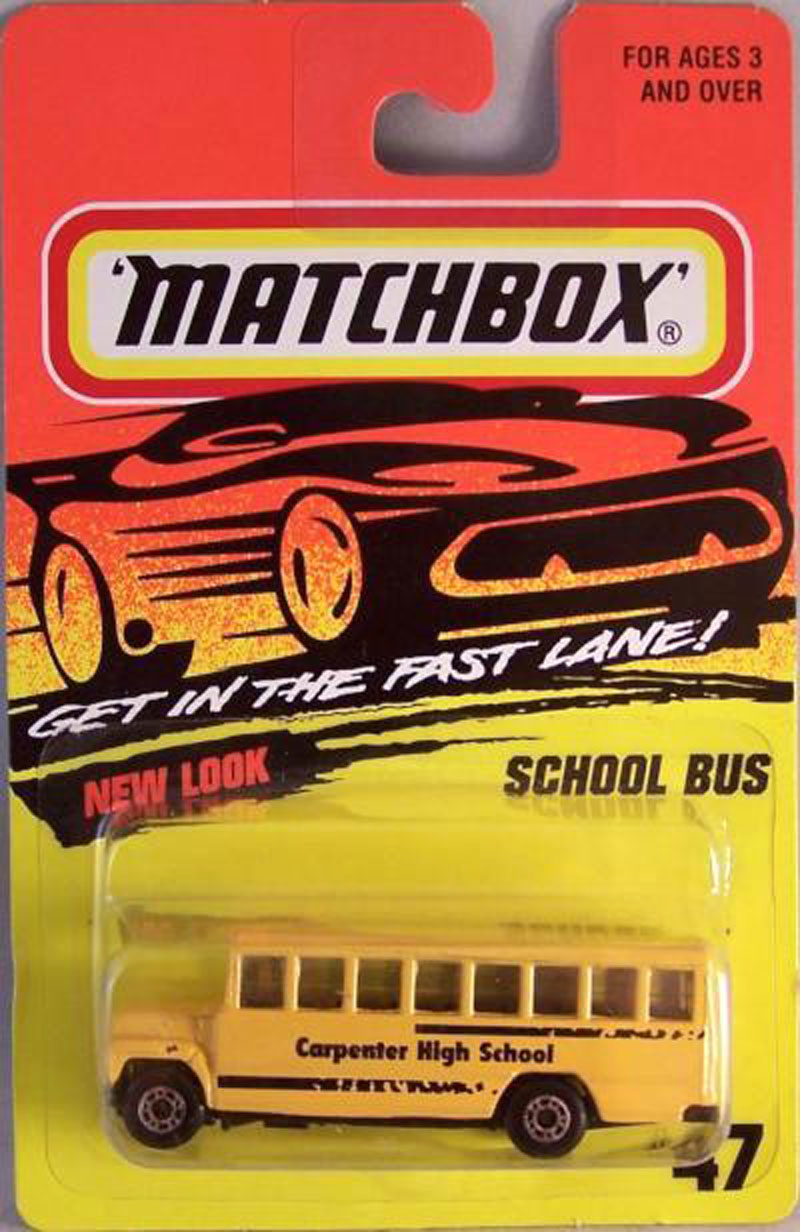 FOR AGES 3
AND OVER
'MATCHBOX'®
GET IN THE FAST LANE!
NEW LOOK
SCHOOL BUS
Carpenter High School
47